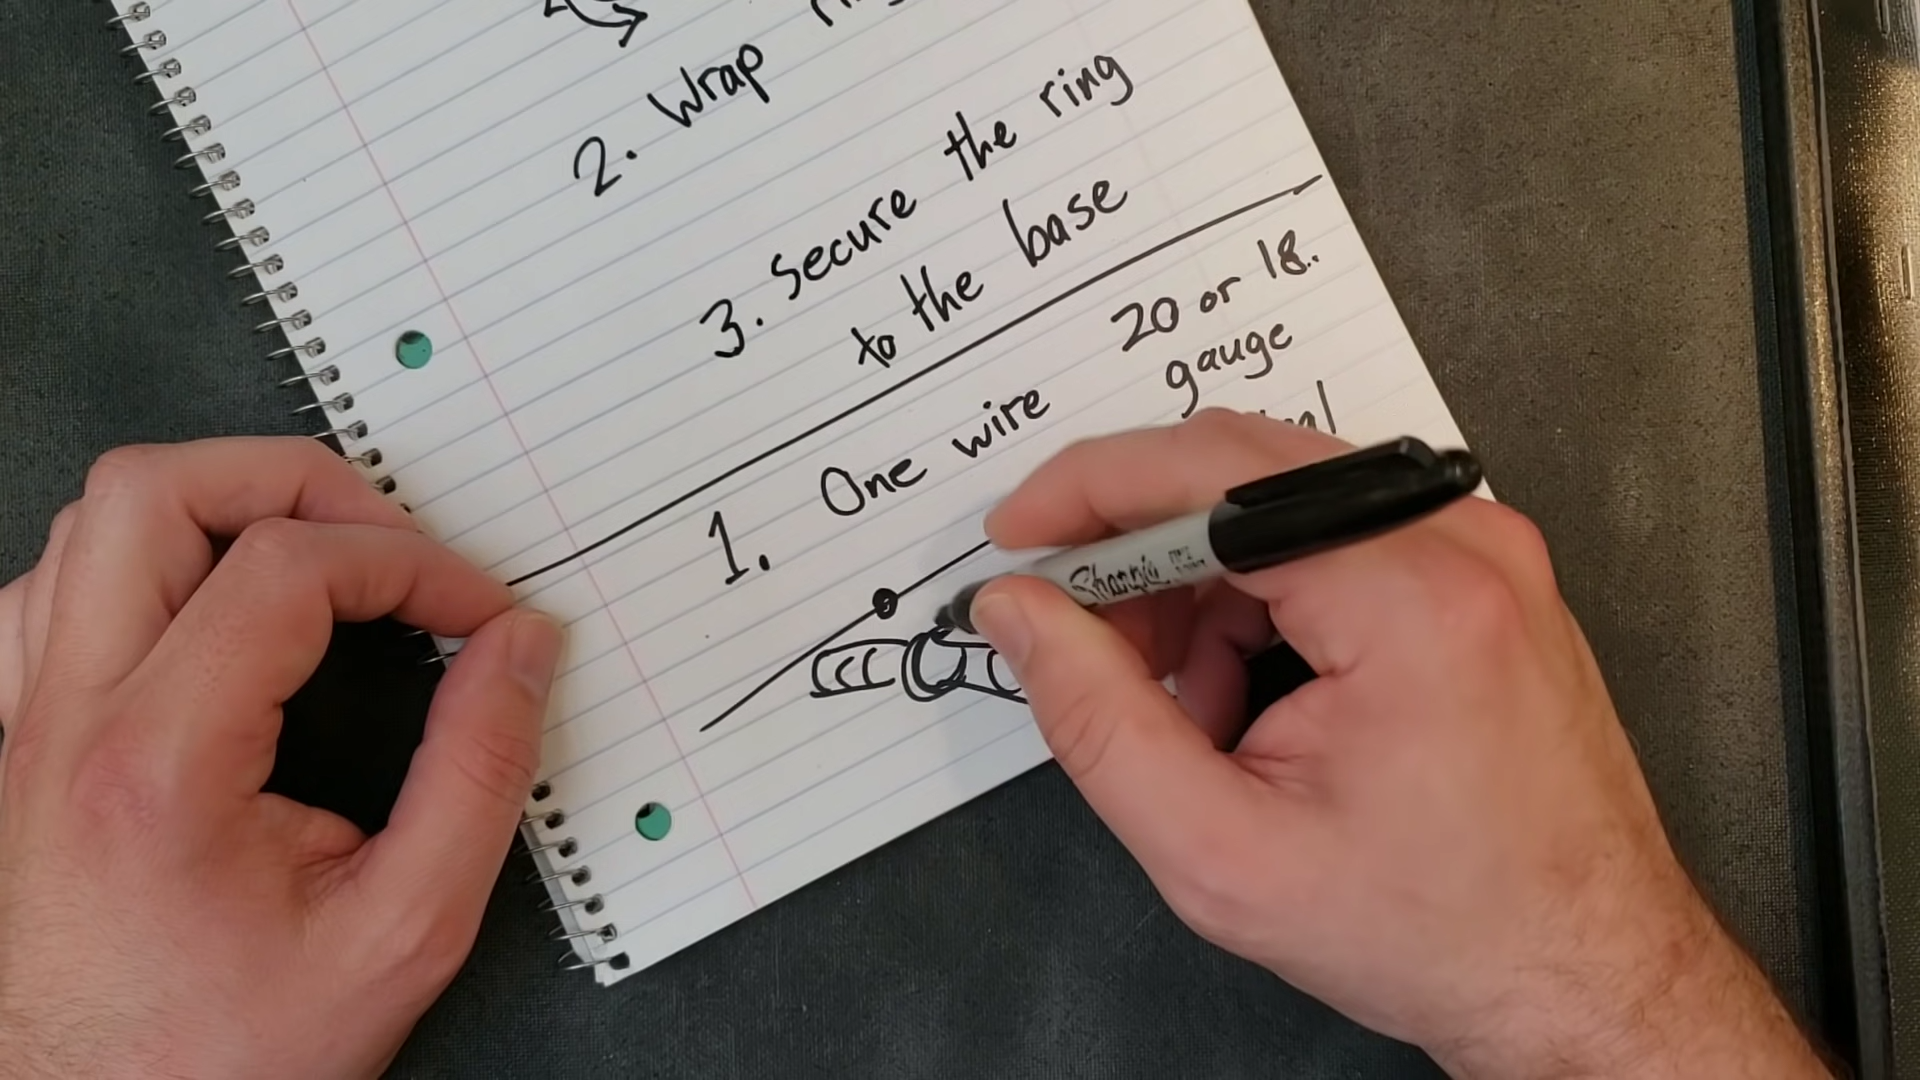 2. Wrap
3. Secure the ring
to the base
1. One wire 20 or 18..
gauge
Sharpie